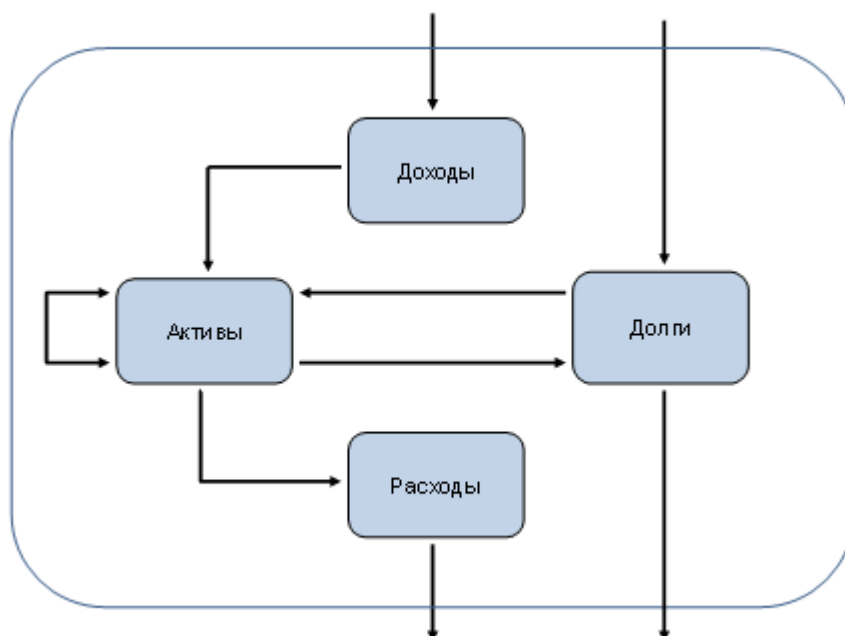 Доходы
Активы
Долги
Расходы